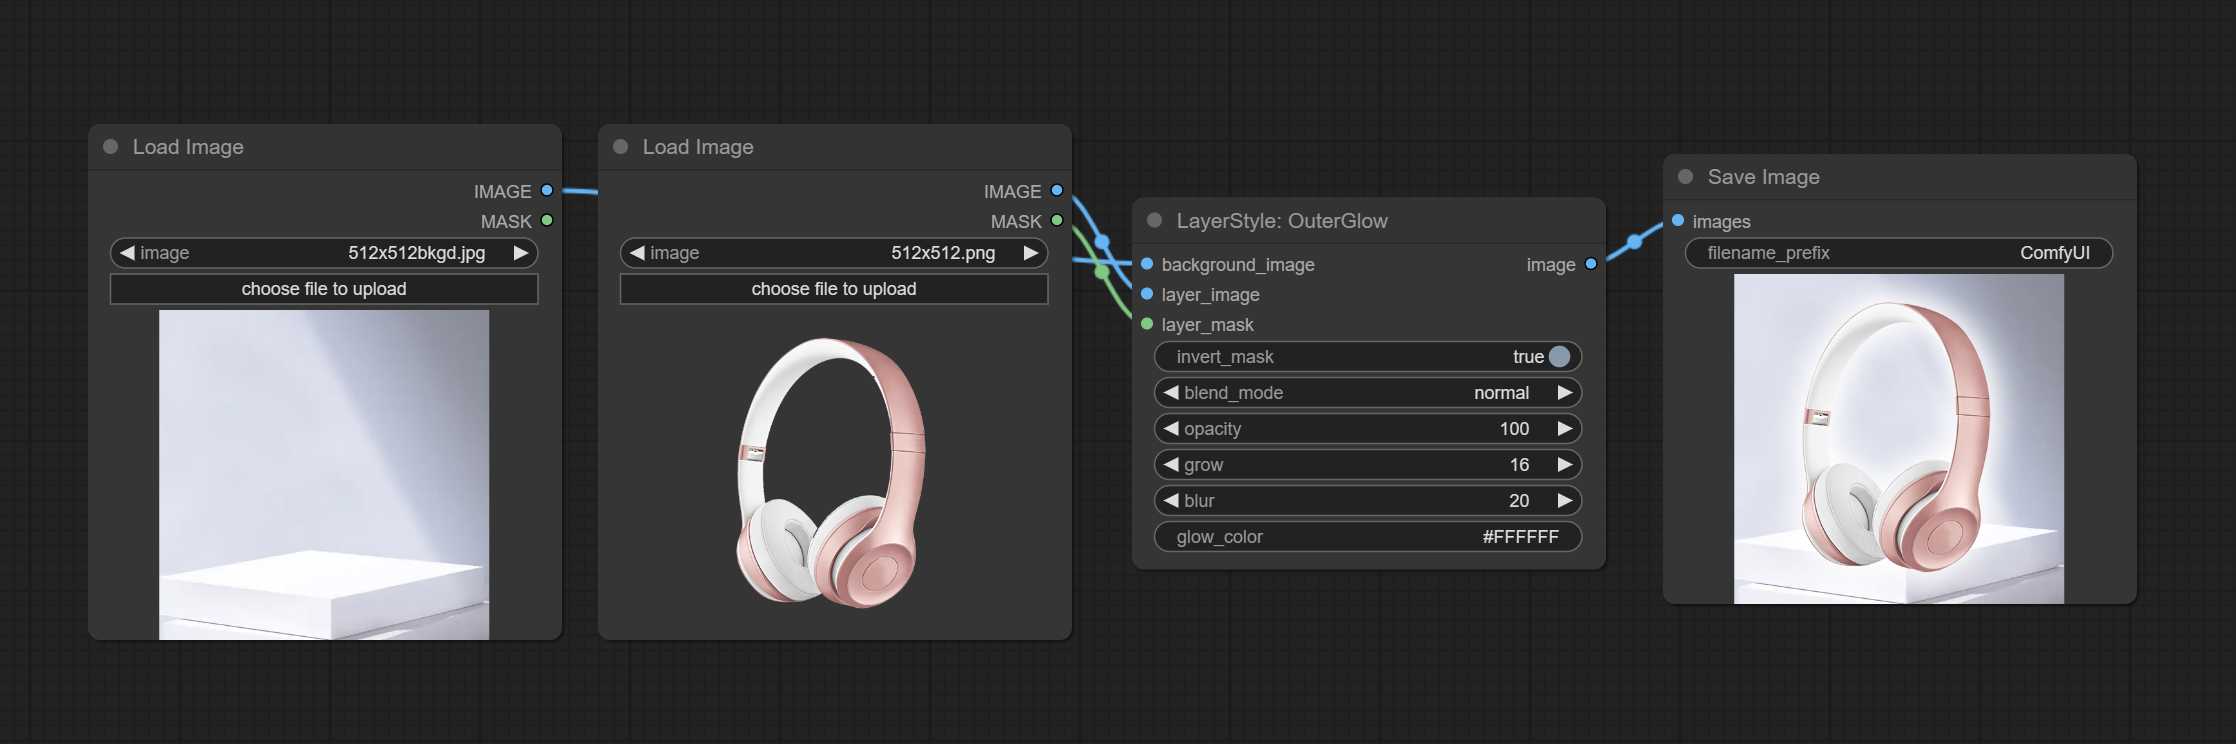 Load Image
IMAGE
MASK
image 512x512bkgd.jpg
choose file to upload
Load Image
IMAGE
MASK
image 512x512.png
choose file to upload
LayerStyle: OuterGlow
background_image image
layer_image
layer_mask
invert_mask true
blend_mode normal
opacity 100
grow 16
blur 20
glow_color #FFFFFF
Save Image
images
filename_prefix ComfyUI